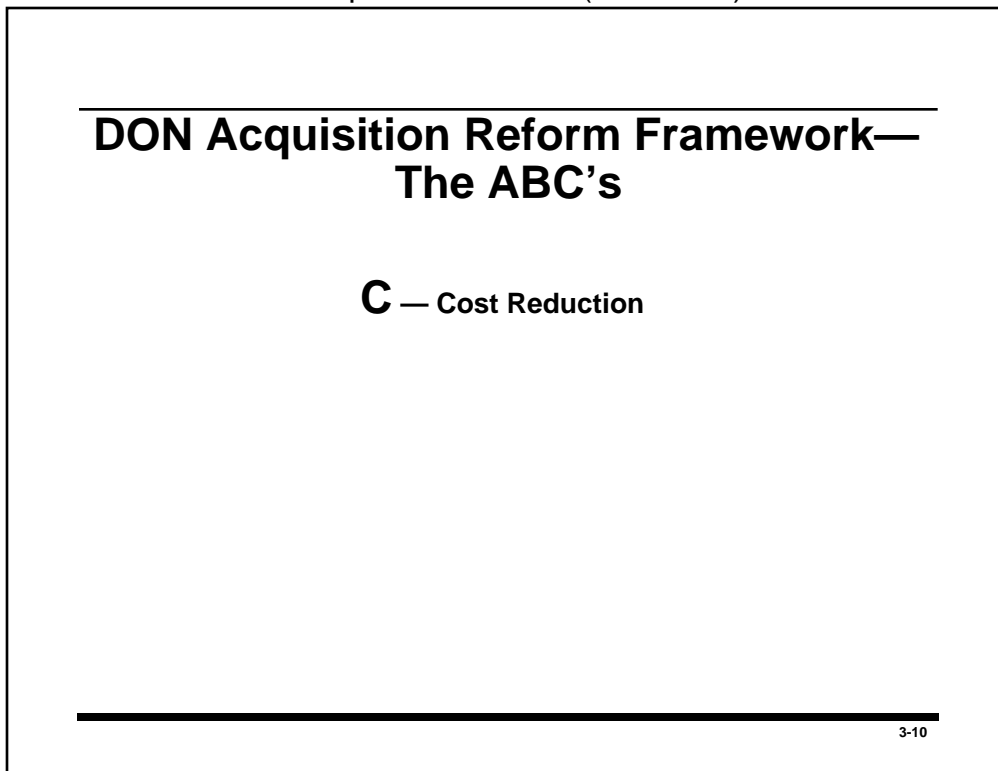 DON Acquisition Reform Framework—
The ABC’s
C — Cost Reduction
3-10